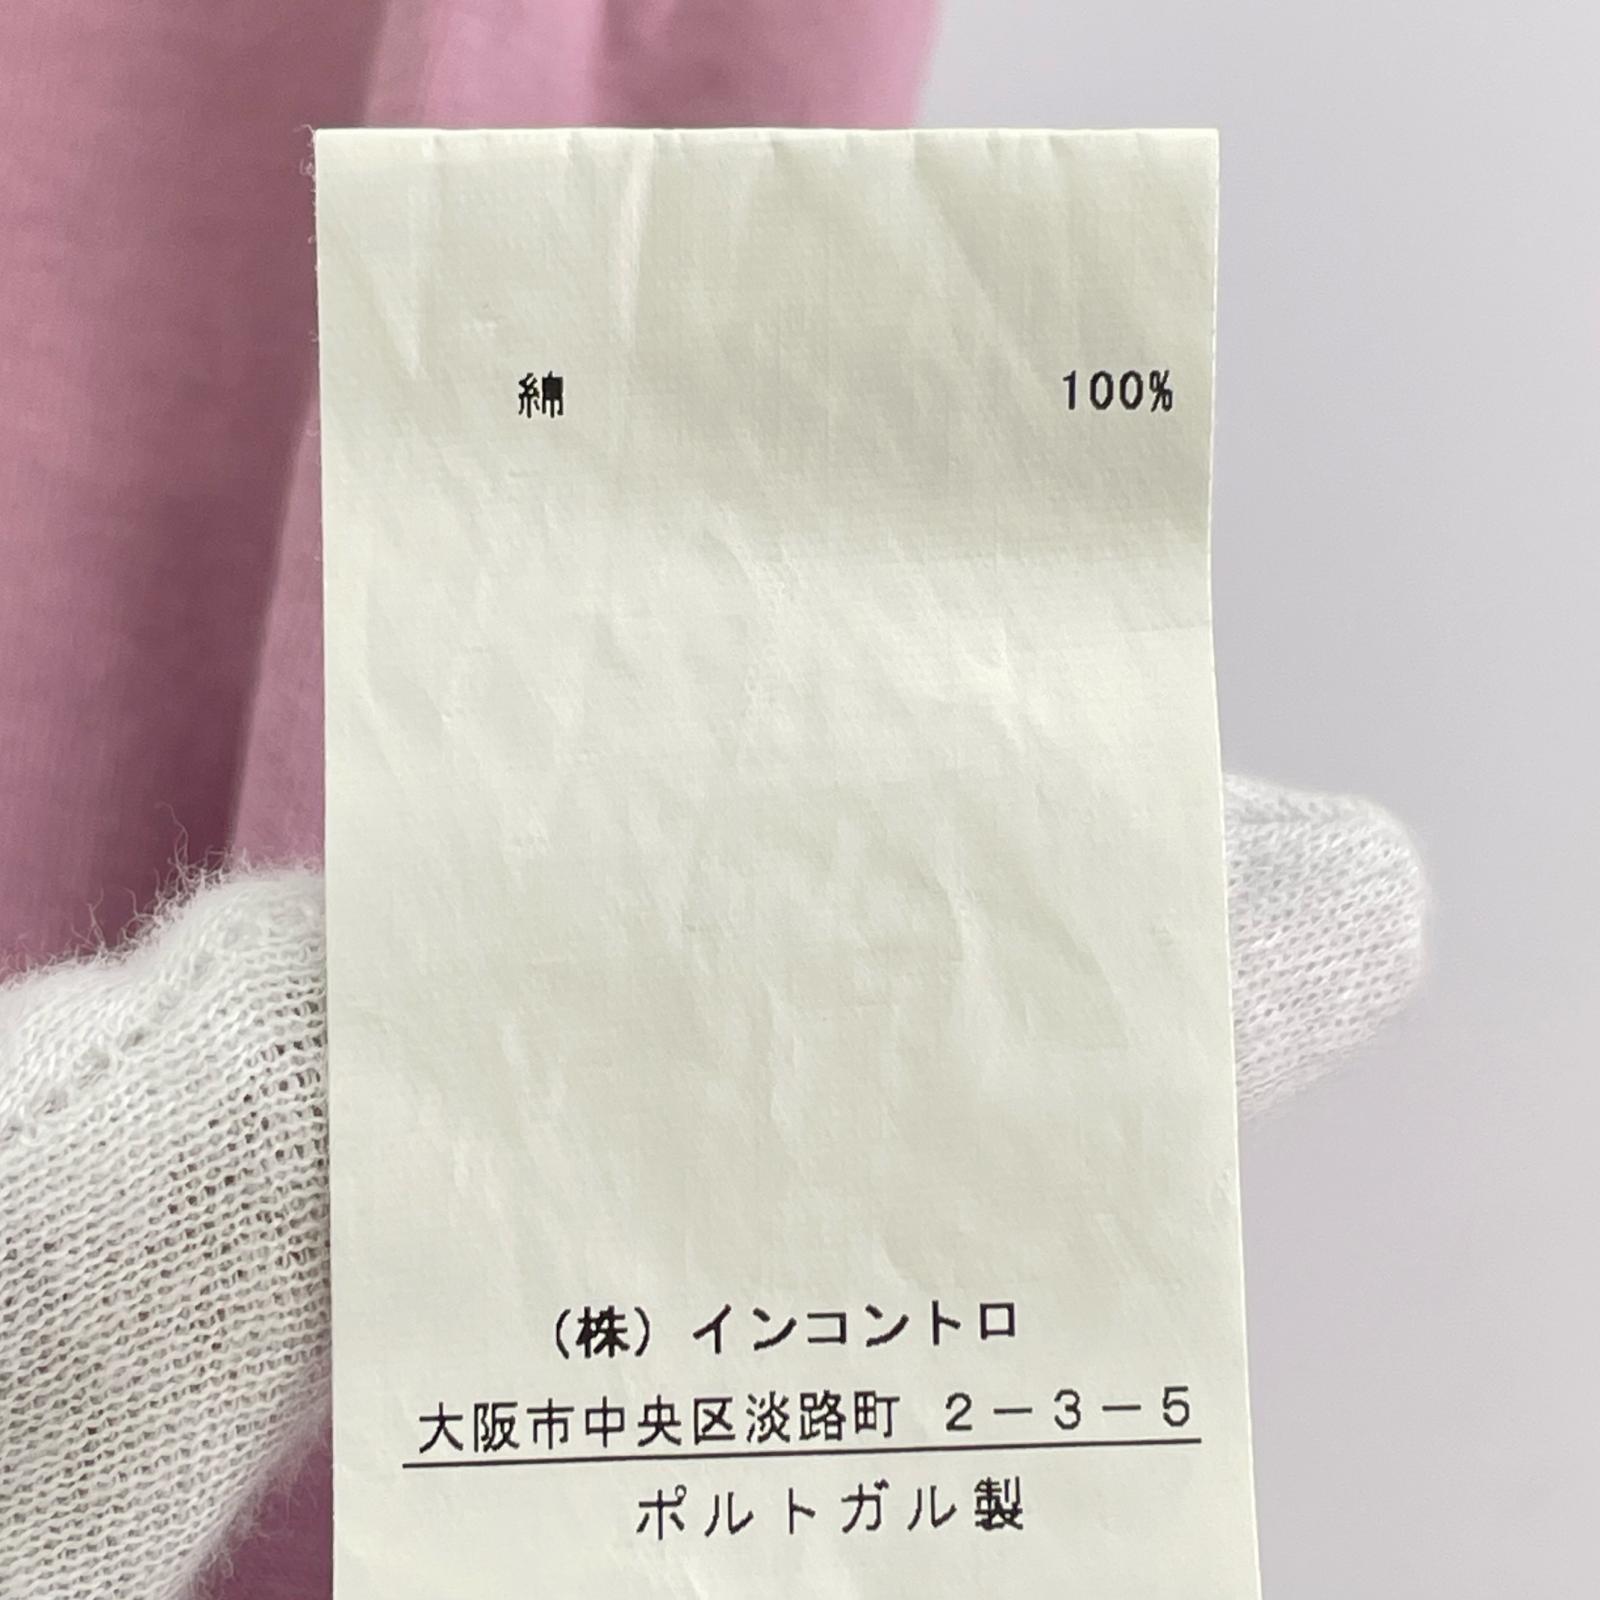 綿 100%
(株) インコントロ
大阪市中央区淡路町 2－3－5
ポルトガル製